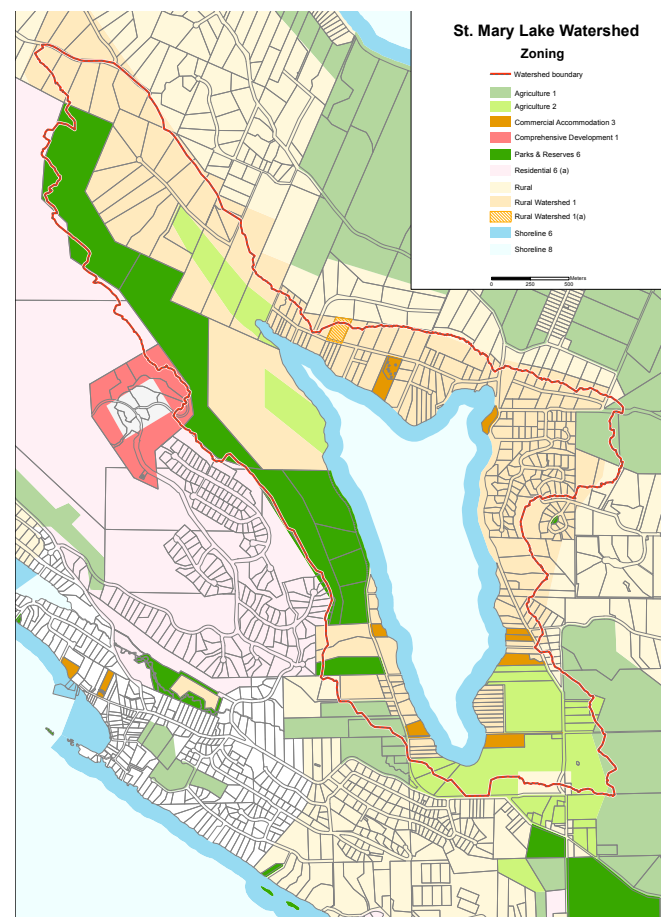 St. Mary Lake Watershed
Zoning
Watershed boundary
Agriculture 1
Agriculture 2
Commercial Accommodation 3
Comprehensive Development 1
Parks & Reserves 6
Residential 6 (a)
Rural
Rural Watershed 1
Rural Watershed 1(a)
Shoreline 6
Shoreline 8
Meters
0 250 500